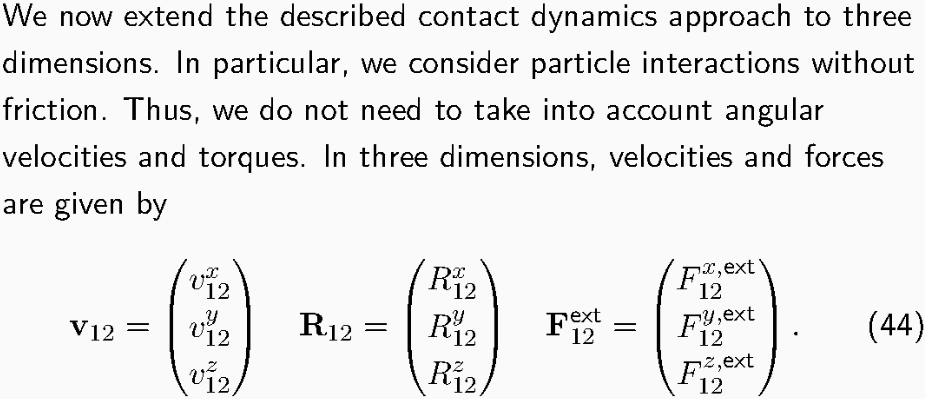 We now extend the described contact dynamics approach to three
dimensions. In particular, we consider particle interactions without
friction. Thus, we do not need to take into account angular
velocities and torques. In three dimensions, velocities and forces
are given by
$$\mathbf{v}_{12} = \begin{pmatrix} v_{12}^{x} \\ v_{12}^{y} \\ v_{12}^{z} \end{pmatrix} \quad \mathbf{R}_{12} = \begin{pmatrix} R_{12}^{x} \\ R_{12}^{y} \\ R_{12}^{z} \end{pmatrix} \quad \mathbf{F}_{12}^{\text{ext}} = \begin{pmatrix} F_{12}^{x,\text{ext}} \\ F_{12}^{y,\text{ext}} \\ F_{12}^{z,\text{ext}} \end{pmatrix} . \quad (44)$$